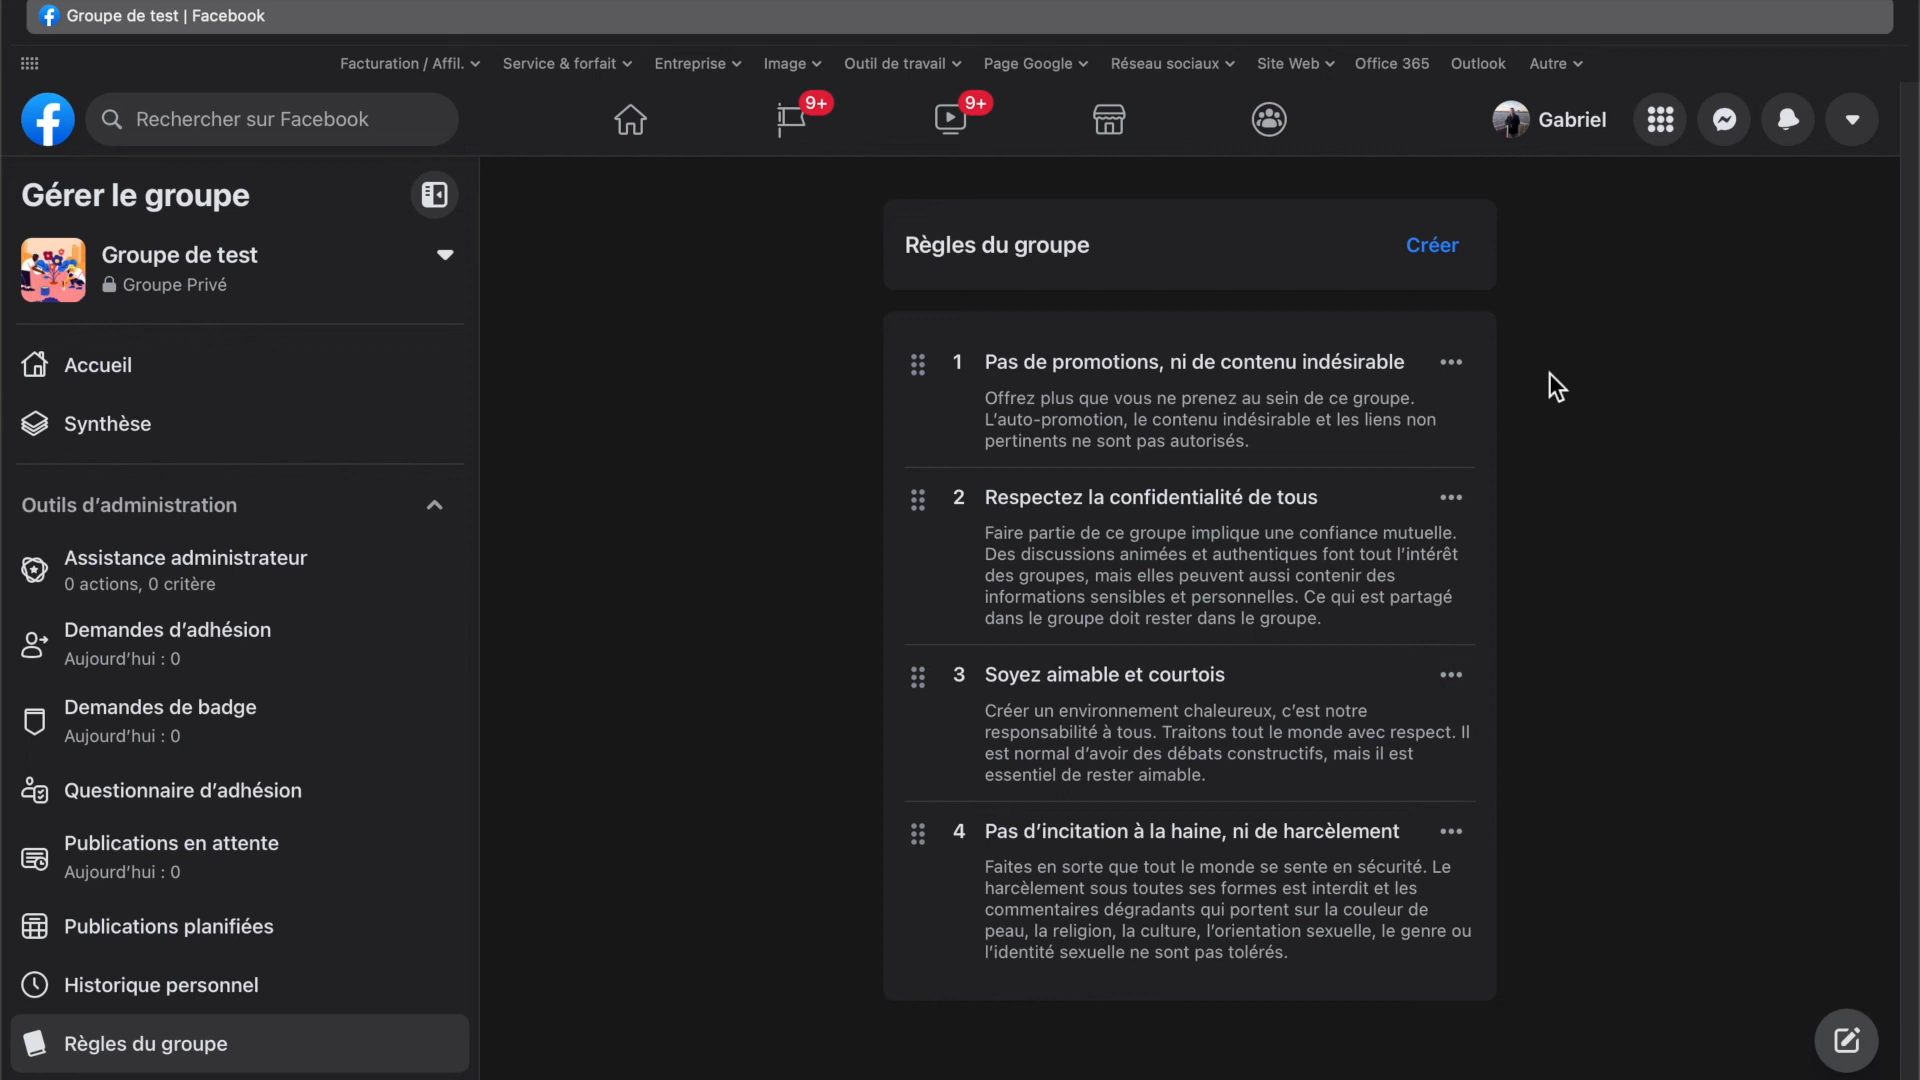 Groupe de test | Facebook
Facturation / Affil. Service & forfait Entreprise Image Outil de travail Page Google Réseau sociaux Site Web Office 365 Outlook Autre
Rechercher sur Facebook
9+
9+
Gabriel
Gérer le groupe
Groupe de test
Groupe Privé
Accueil
Synthèse
Outils d’administration
Assistance administrateur
0 actions, 0 critère
Demandes d’adhésion
Aujourd’hui : 0
Demandes de badge
Aujourd’hui : 0
Questionnaire d’adhésion
Publications en attente
Aujourd’hui : 0
Publications planifiées
Historique personnel
Règles du groupe
Règles du groupe
Créer
1 Pas de promotions, ni de contenu indésirable
Offrez plus que vous ne prenez au sein de ce groupe.
L’auto-promotion, le contenu indésirable et les liens non
pertinents ne sont pas autorisés.
2 Respectez la confidentialité de tous
Faire partie de ce groupe implique une confiance mutuelle.
Des discussions animées et authentiques font tout l’intérêt
des groupes, mais elles peuvent aussi contenir des
informations sensibles et personnelles. Ce qui est partagé
dans le groupe doit rester dans le groupe.
3 Soyez aimable et courtois
Créer un environnement chaleureux, c’est notre
responsabilité à tous. Traitons tout le monde avec respect. Il
est normal d’avoir des débats constructifs, mais il est
essentiel de rester aimable.
4 Pas d’incitation à la haine, ni de harcèlement
Faites en sorte que tout le monde se sente en sécurité. Le
harcèlement sous toutes ses formes est interdit et les
commentaires dégradants qui portent sur la couleur de
peau, la religion, la culture, l’orientation sexuelle, le genre ou
l’identité sexuelle ne sont pas tolérés.